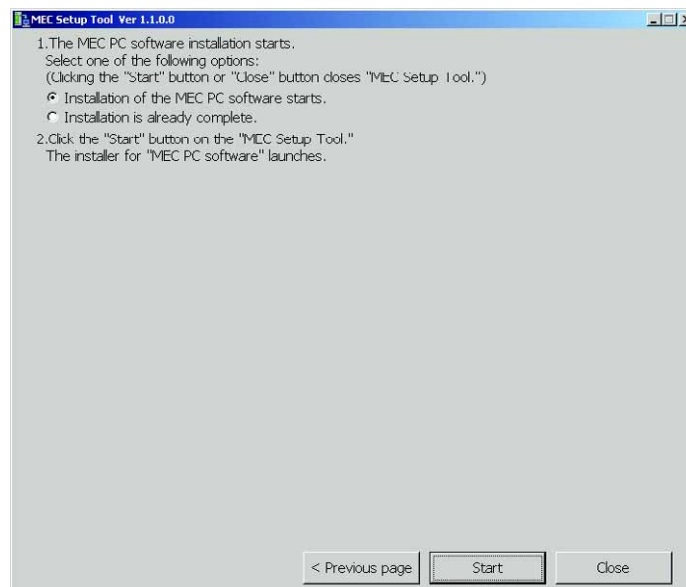 MEC Setup Tool Ver 1.1.0.0
1.The MEC PC software installation starts.
Select one of the following options:
(Clicking the "Start" button or "Close" button closes "MEC Setup Tool.")
Installation of the MEC PC software starts.
Installation is already complete.
2.Click the "Start" button on the "MEC Setup Tool."
The installer for "MEC PC software" launches.
< Previous page
Start
Close